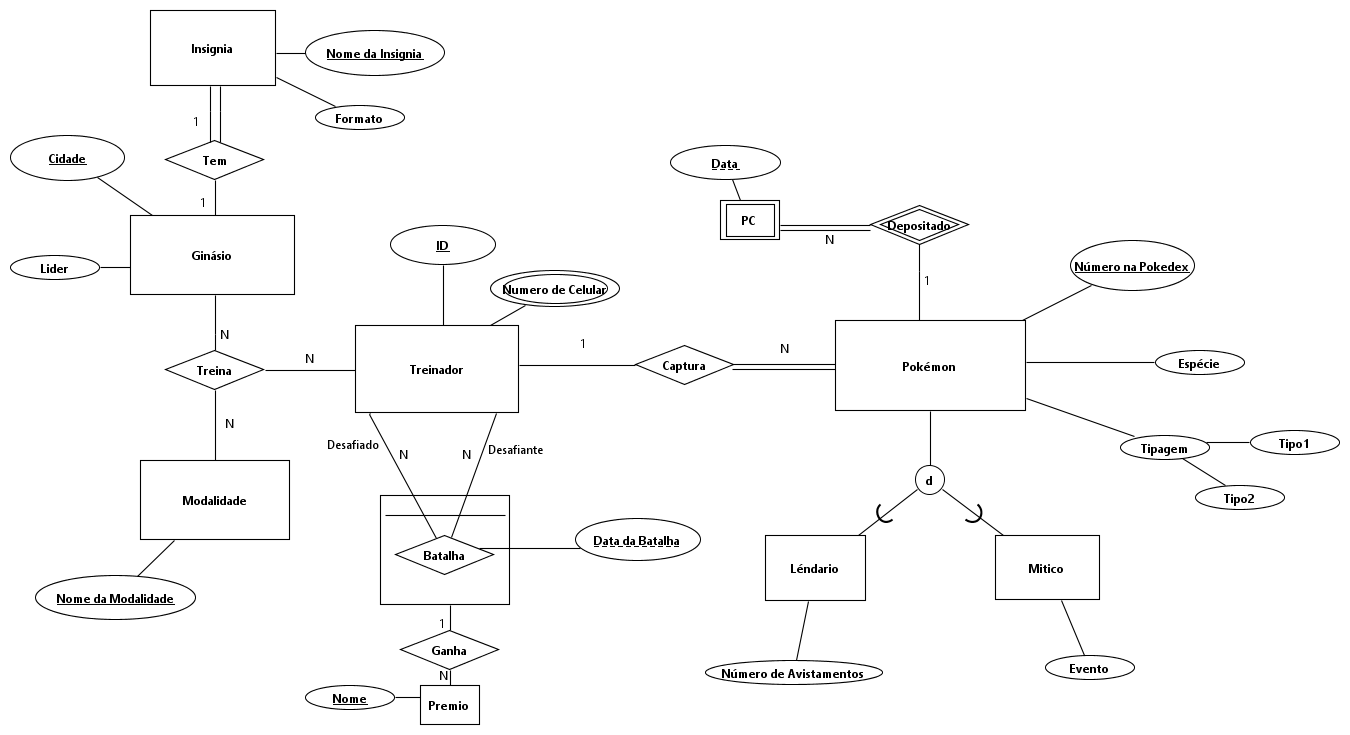 Insignia
Nome da Insignia
Formato
1
Tem
Cidade
1
Ginásio
Lider
N
Treina
N
N
Modalidade
Nome da Modalidade
ID
Numero de Celular
Treinador
1
Captura
N
Data
PC
N
Depositado
1
Número na Pokedex
Pokémon
Espécie
Tipagem
Tipo1
Tipo2
d
Léndario
Mitico
Número de Avistamentos
Evento
Desafiado
N
N
Desafiante
Batalha
Data da Batalha
1
Ganha
N
Nome
Premio